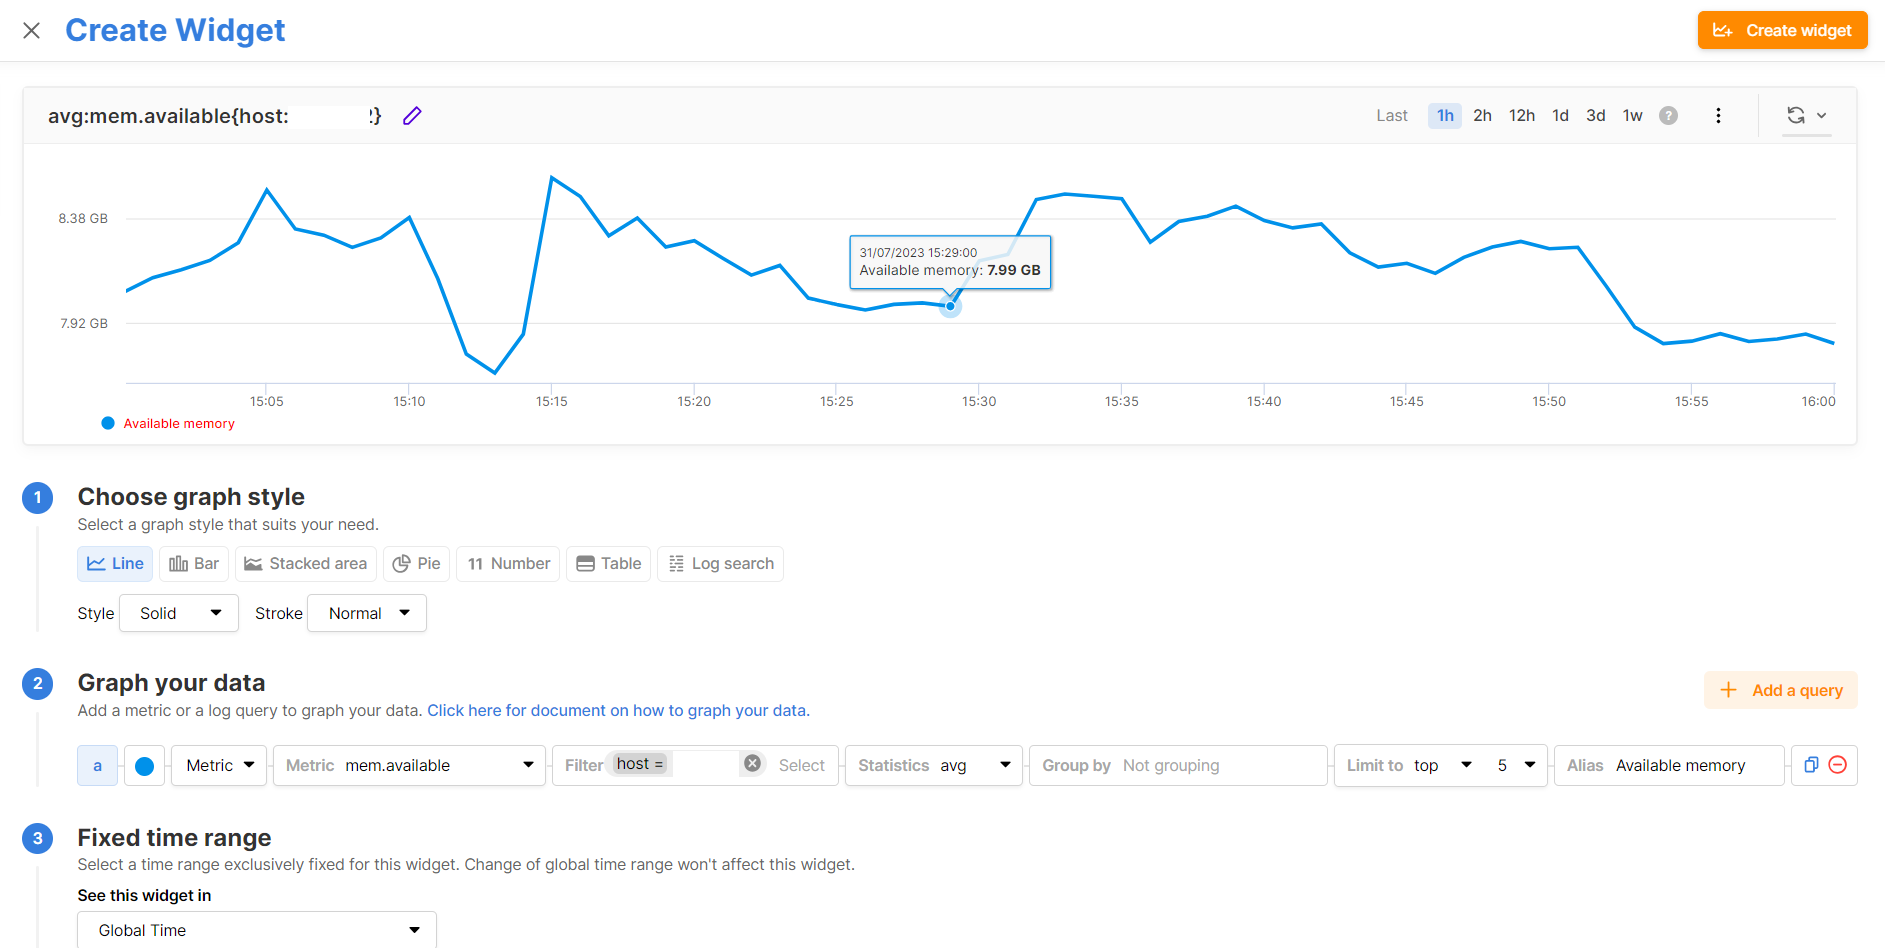 Create Widget
Create widget
avg:mem.available{host: }
Last 1h 2h 12h 1d 3d 1w ?
8.38 GB
31/07/2023 15:29:00
Available memory: 7.99 GB
7.92 GB
15:05 15:10 15:15 15:20 15:25 15:30 15:35 15:40 15:45 15:50 15:55 16:00
Available memory
1 Choose graph style
Select a graph style that suits your need.
Line Bar Stacked area Pie 11 Number Table Log search
Style Solid Stroke Normal
2 Graph your data
Add a query
Add a metric or a log query to graph your data. Click here for document on how to graph your data.
a Metric Metric mem.available Filter host = Select Statistics avg Group by Not grouping Limit to top 5 Alias Available memory
3 Fixed time range
Select a time range exclusively fixed for this widget. Change of global time range won't affect this widget.
See this widget in
Global Time